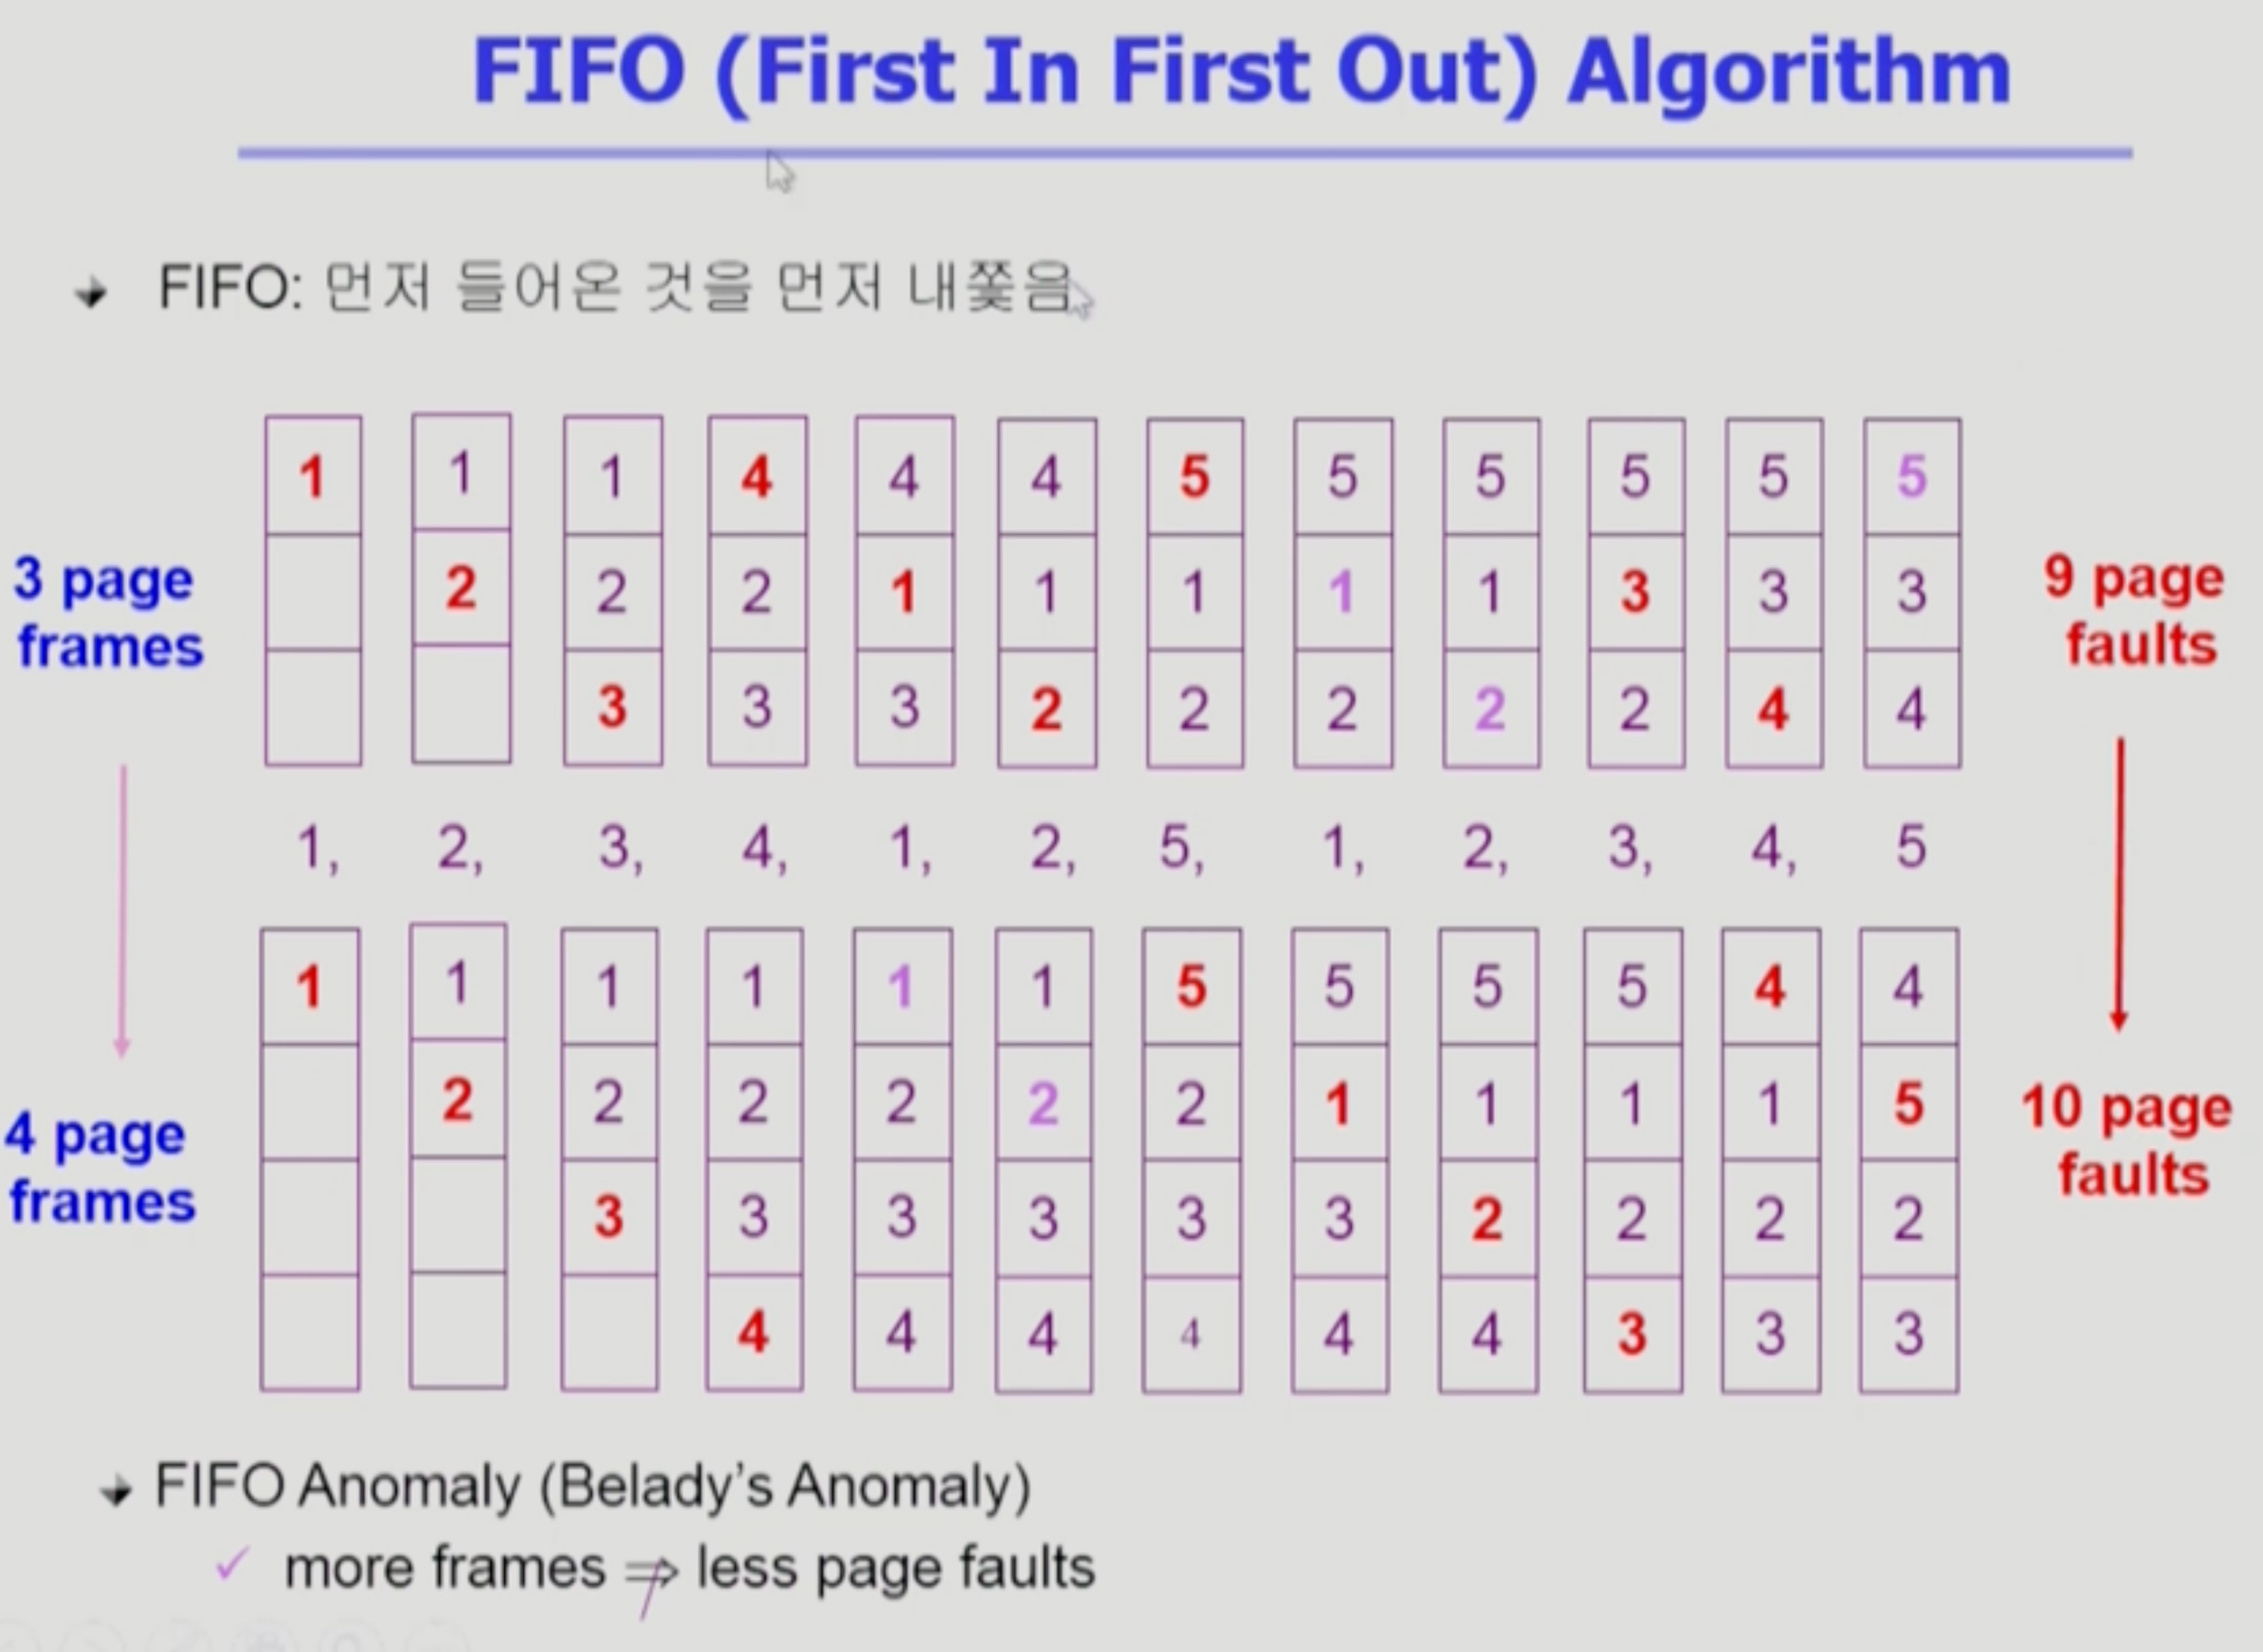 FIFO (First In First Out) Algorithm
FIFO: 먼저 들어온 것을 먼저 내쫓음
1 1 1 4 4 4 5 5 5 5 5 5
3 page frames
2 2 2 1 1 1 1 1 3 3 3
9 page faults
3 3 3 2 2 2 2 2 4 4
1, 2, 3, 4, 1, 2, 5, 1, 2, 3, 4, 5
1 1 1 1 1 1 5 5 5 5 4 4
4 page frames
2 2 2 2 2 2 1 1 1 1 5
10 page faults
3 3 3 3 3 3 2 2 2 2
4 4 4 4 4 4 3 3 3
FIFO Anomaly (Belady's Anomaly)
✓ more frames ⇏ less page faults